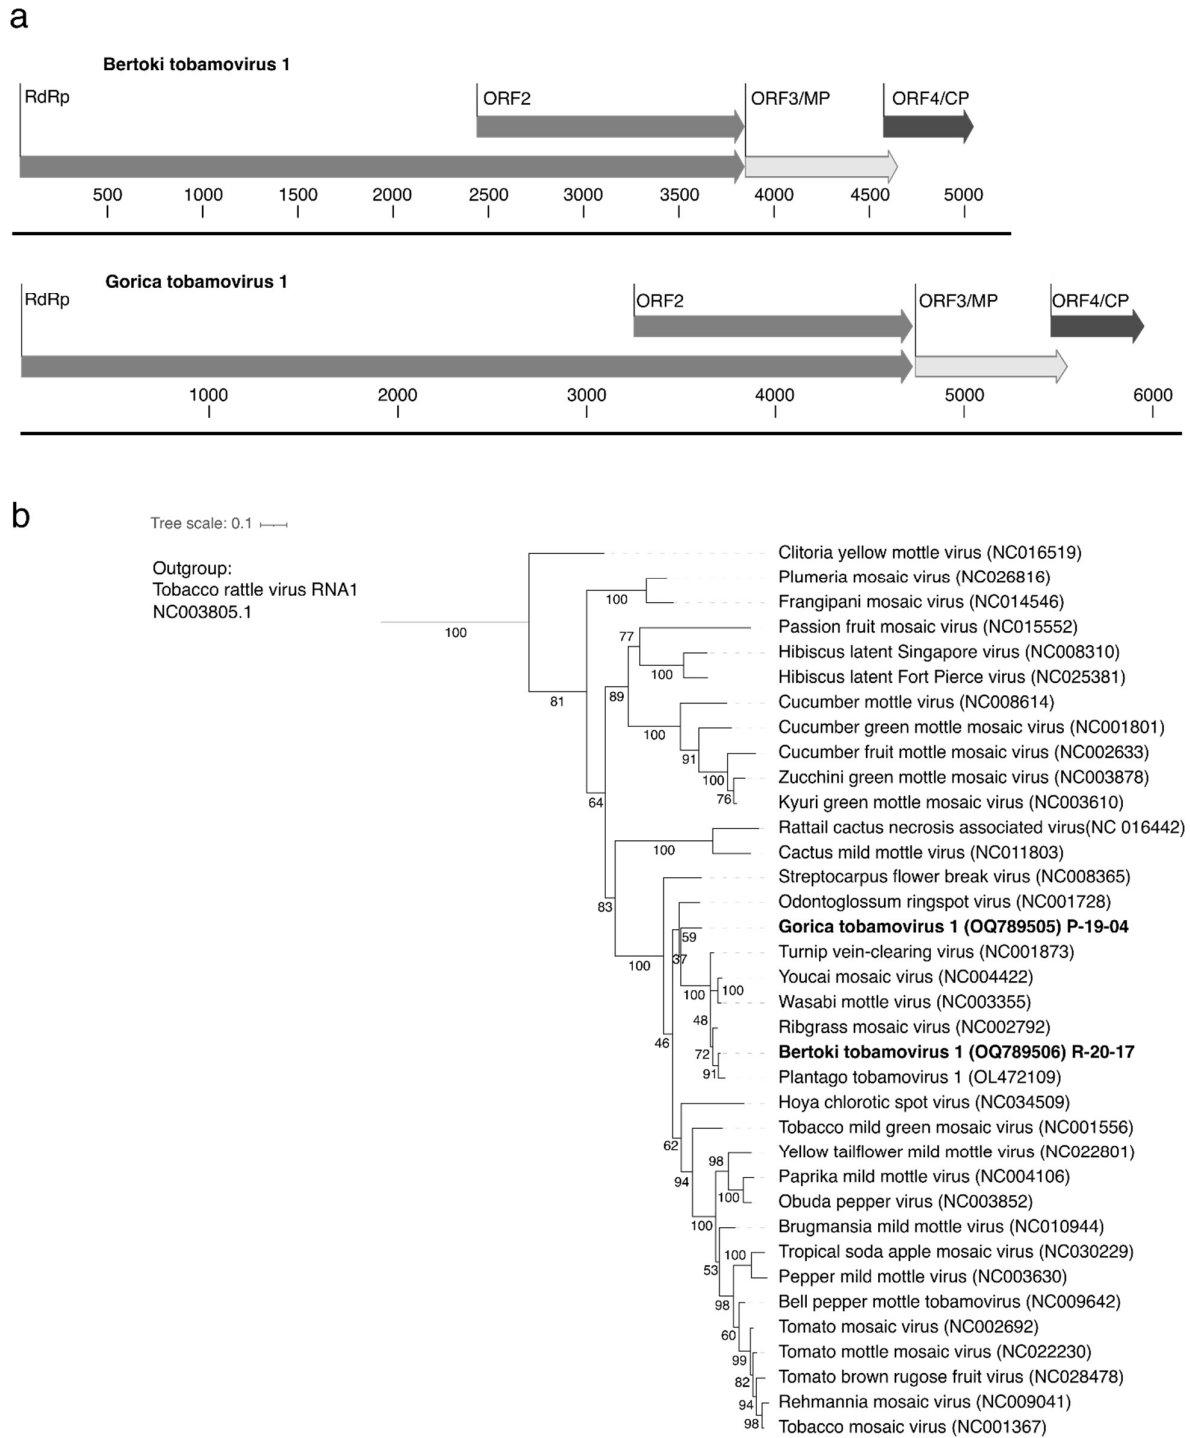 a
Bertoki tobamovirus 1
RdRp ORF2 ORF3/MP ORF4/CP
500 1000 1500 2000 2500 3000 3500 4000 4500 5000
Gorica tobamovirus 1
RdRp ORF2 ORF3/MP ORF4/CP
1000 2000 3000 4000 5000 6000
b
Tree scale: 0.1
Outgroup:
Tobacco rattle virus RNA1
NC003805.1
Clitoria yellow mottle virus (NC016519)
Plumeria mosaic virus (NC026816)
100
Frangipani mosaic virus (NC014546)
100
Passion fruit mosaic virus (NC015552)
77
Hibiscus latent Singapore virus (NC008310)
100
Hibiscus latent Fort Pierce virus (NC025381)
81
89
Cucumber mottle virus (NC008614)
Cucumber green mottle mosaic virus (NC001801)
100
Cucumber fruit mottle mosaic virus (NC002633)
91
Zucchini green mottle mosaic virus (NC003878)
100
76
Kyuri green mottle mosaic virus (NC003610)
64
Rattail cactus necrosis associated virus(NC 016442)
100
Cactus mild mottle virus (NC011803)
Streptocarpus flower break virus (NC008365)
Odontoglossum ringspot virus (NC001728)
83
Gorica tobamovirus 1 (OQ789505) P-19-04
59
Turnip vein-clearing virus (NC001873)
37
100
Youcai mosaic virus (NC004422)
100
100
Wasabi mottle virus (NC003355)
48
Ribgrass mosaic virus (NC002792)
46
Bertoki tobamovirus 1 (OQ789506) R-20-17
72
91
Plantago tobamovirus 1 (OL472109)
Hoya chlorotic spot virus (NC034509)
Tobacco mild green mosaic virus (NC001556)
62
Yellow tailflower mild mottle virus (NC022801)
98
Paprika mild mottle virus (NC004106)
94
100
Obuda pepper virus (NC003852)
100
Brugmansia mild mottle virus (NC010944)
Tropical soda apple mosaic virus (NC030229)
100
53
Pepper mild mottle virus (NC003630)
98
Bell pepper mottle tobamovirus (NC009642)
Tomato mosaic virus (NC002692)
60
Tomato mottle mosaic virus (NC022230)
99
Tomato brown rugose fruit virus (NC028478)
82
Rehmannia mosaic virus (NC009041)
94
98
Tobacco mosaic virus (NC001367)